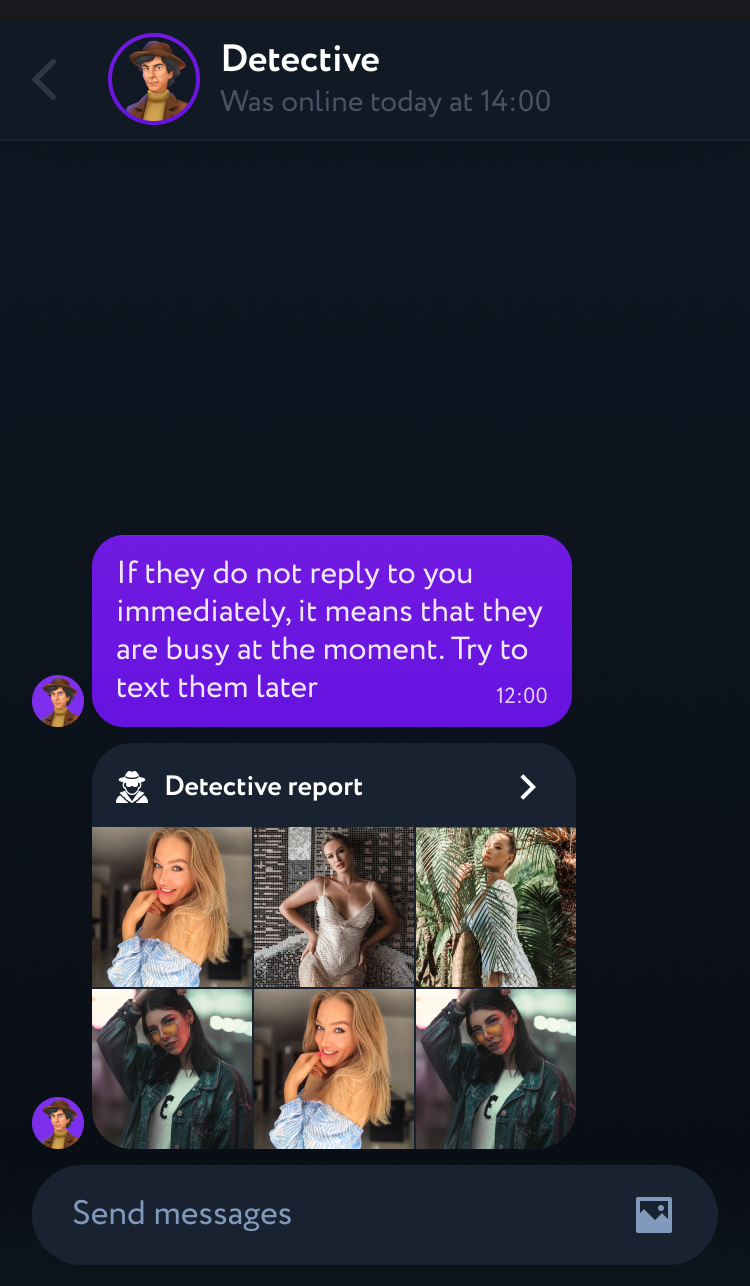 Detective
Was online today at 14:00
If they do not reply to you
immediately, it means that they
are busy at the moment. Try to
text them later
12:00
Detective report
Send messages